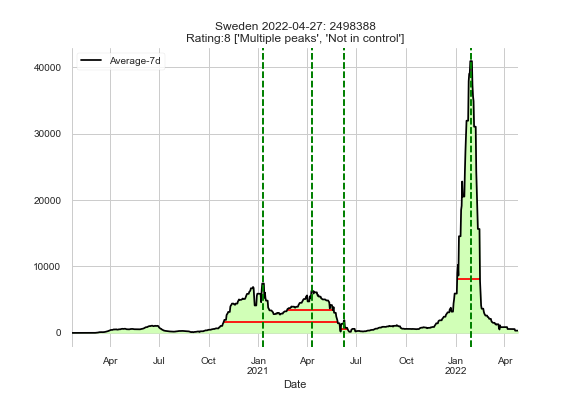 Sweden 2022-04-27: 2498388
Rating:8 ['Multiple peaks', 'Not in control']
Average-7d
40000
30000
20000
10000
0
Apr Jul Oct Jan Apr Jul Oct Jan Apr
2021 2022
Date